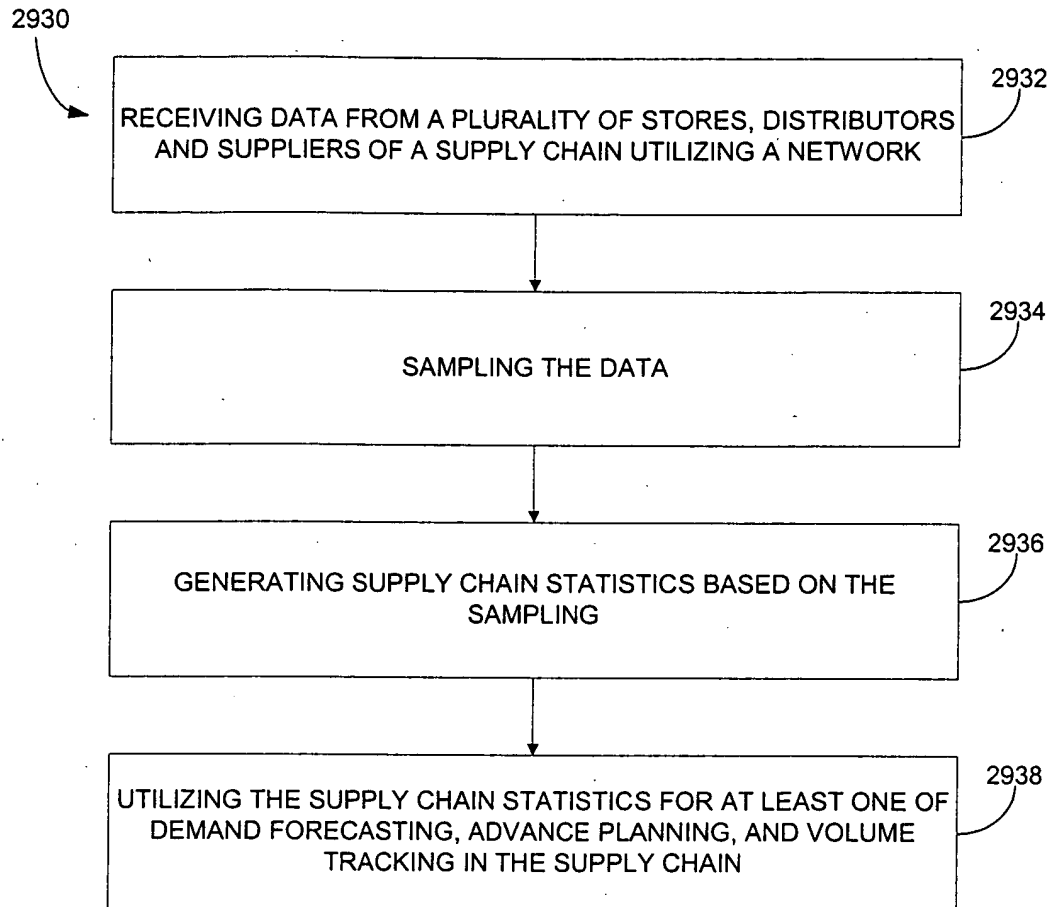 2930
2932
RECEIVING DATA FROM A PLURALITY OF STORES, DISTRIBUTORS
AND SUPPLIERS OF A SUPPLY CHAIN UTILIZING A NETWORK
2934
SAMPLING THE DATA
2936
GENERATING SUPPLY CHAIN STATISTICS BASED ON THE
SAMPLING
2938
UTILIZING THE SUPPLY CHAIN STATISTICS FOR AT LEAST ONE OF
DEMAND FORECASTING, ADVANCE PLANNING, AND VOLUME
TRACKING IN THE SUPPLY CHAIN